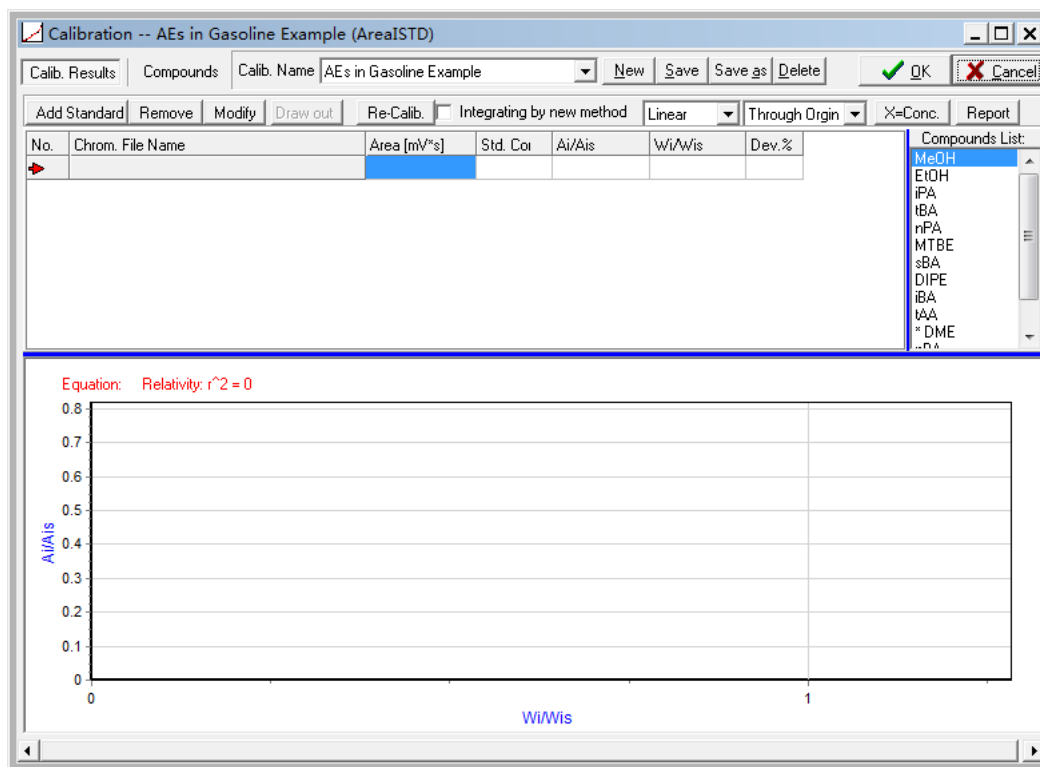 Calibration -- AEs in Gasoline Example (AreaISTD)
Calib. Results Compounds Calib. Name AEs in Gasoline Example New Save Save as Delete OK Cancel
Add Standard Remove Modify Draw out Re-Calib. Integrating by new method Linear Through Orgin X=Conc. Report
No. Chrom. File Name Area [mV*s] Std. Coi Ai/Ais Wi/Wis Dev.% Compounds List:
MeOH
EtOH
iPA
tBA
nPA
MTBE
sBA
DIPE
iBA
tAA
* DME
Equation: Relativity: r^2 = 0
0.8
0.7
0.6
0.5
0.4
0.3
0.2
0.1
0
Ai/Ais
0 1
Wi/Wis